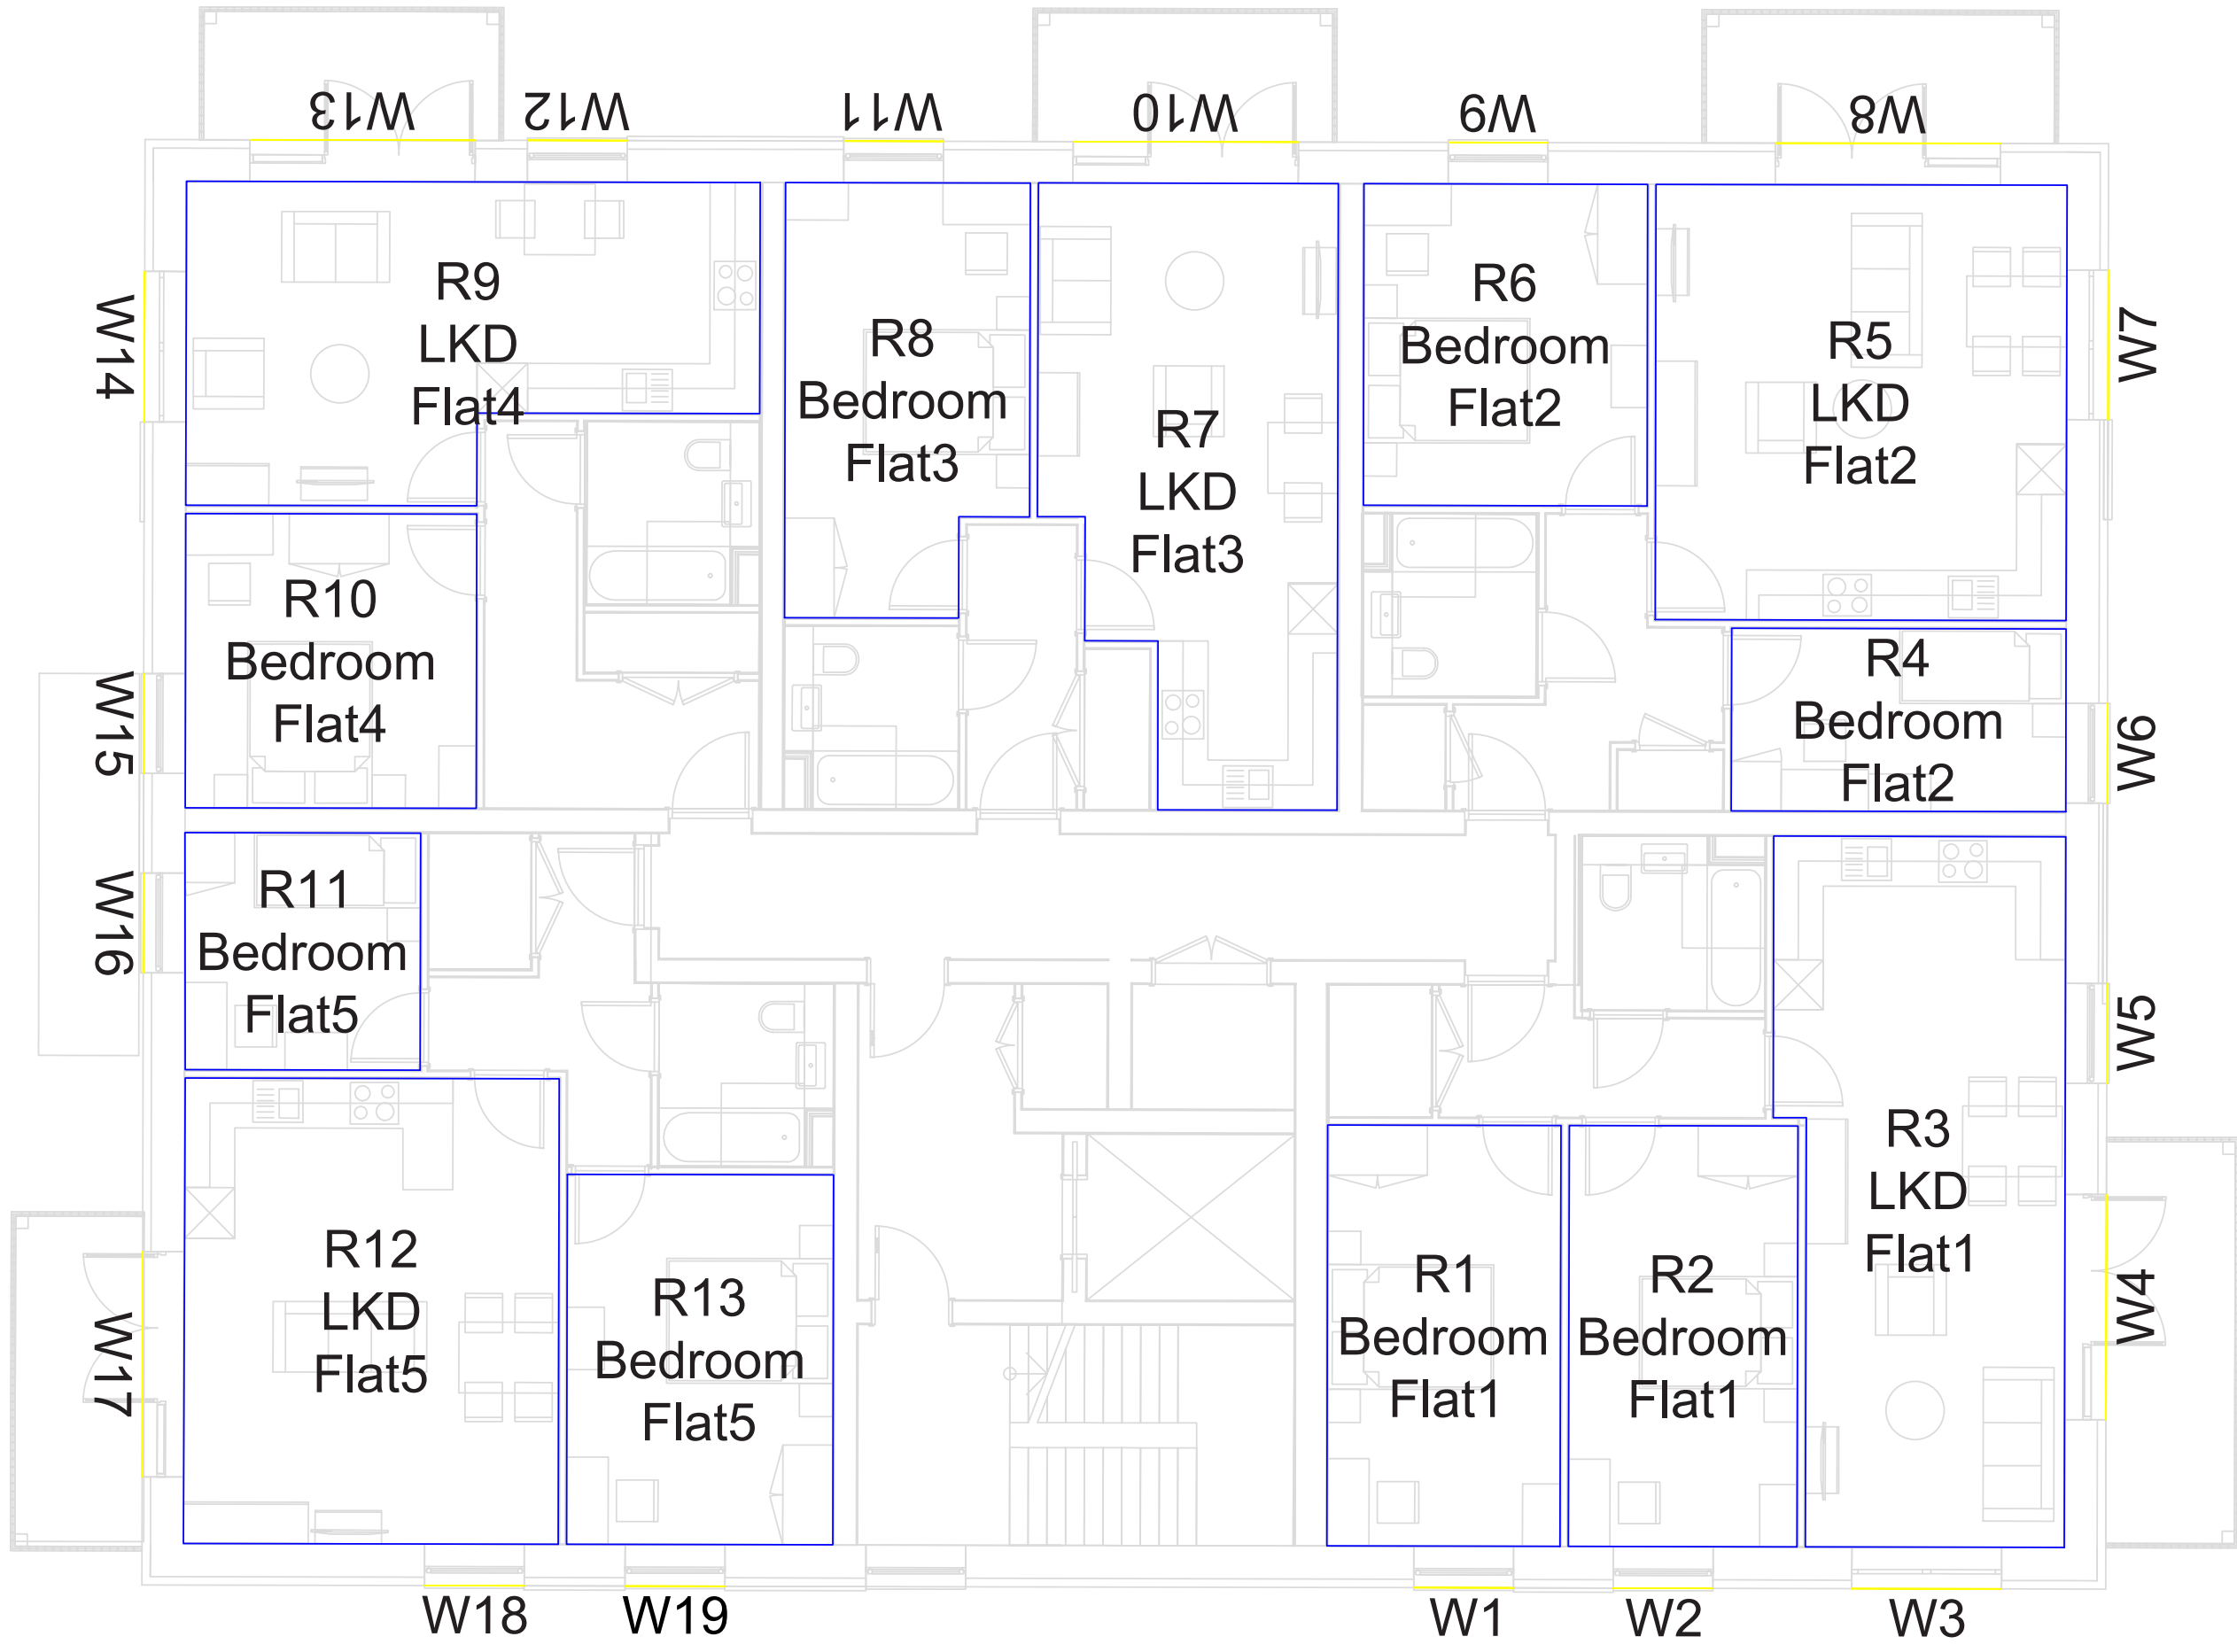 W13
W12
W11
W10
W9
W8
R9
LKD
Flat4
R8
Bedroom
Flat3
R7
LKD
Flat3
R6
Bedroom
Flat2
R5
LKD
Flat2
W14
W7
R10
Bedroom
Flat4
R4
Bedroom
Flat2
W15
W6
R11
Bedroom
Flat5
W16
W5
R3
LKD
Flat1
R12
LKD
Flat5
R13
Bedroom
Flat5
R1
Bedroom
Flat1
R2
Bedroom
Flat1
W17
W4
W18
W19
W1
W2
W3